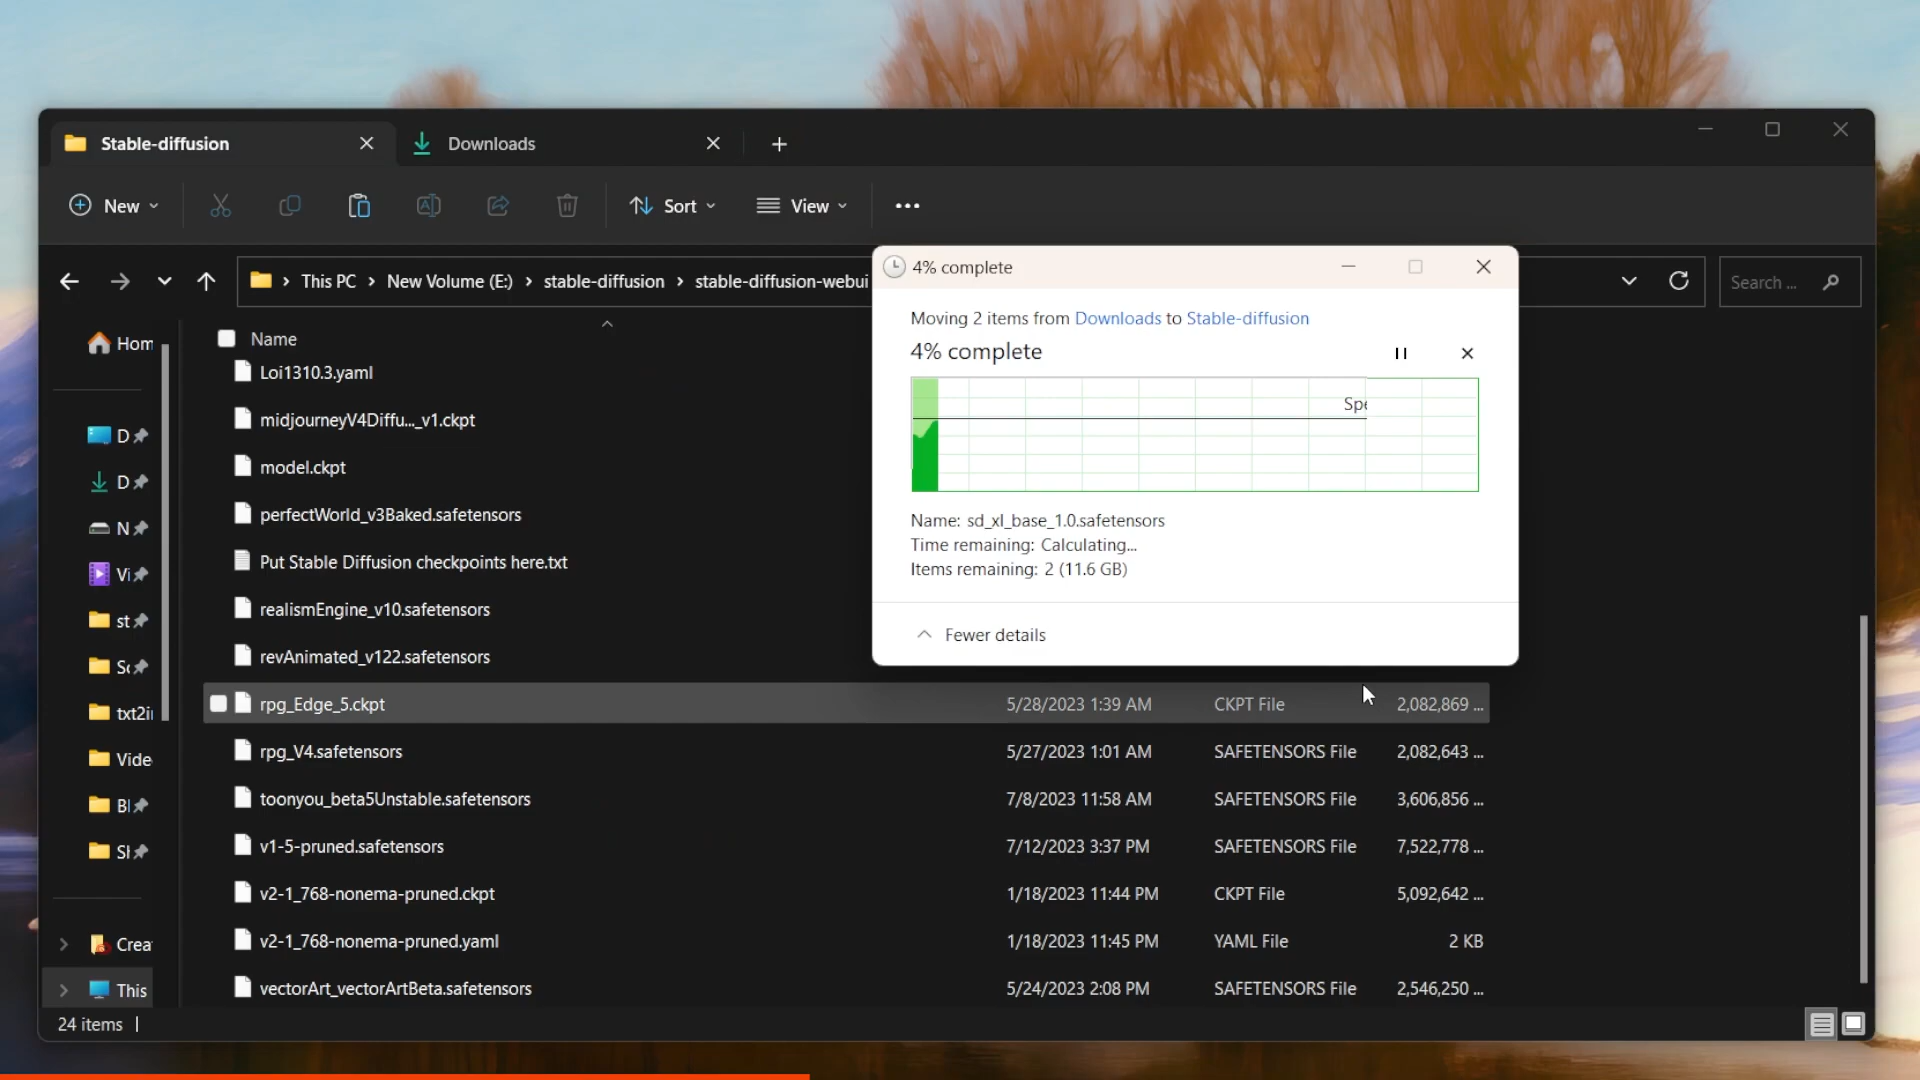 Stable-diffusion
Downloads
New
Sort
View
This PC
New Volume (E:)
stable-diffusion
stable-diffusion-webui
Search ...
4% complete
Moving 2 items from Downloads to Stable-diffusion
4% complete
Spe
Name: sd_xl_base_1.0.safetensors
Time remaining: Calculating...
Items remaining: 2 (11.6 GB)
Fewer details
Hom
D
D
N
Vi
st
Sc
txt2i
Vide
Bl
Sl
Crea
This
Name
Loi1310.3.yaml
midjourneyV4Diffu..._v1.ckpt
model.ckpt
perfectWorld_v3Baked.safetensors
Put Stable Diffusion checkpoints here.txt
realismEngine_v10.safetensors
revAnimated_v122.safetensors
rpg_Edge_5.ckpt 5/28/2023 1:39 AM CKPT File 2,082,869 ...
rpg_V4.safetensors 5/27/2023 1:01 AM SAFETENSORS File 2,082,643 ...
toonyou_beta5Unstable.safetensors 7/8/2023 11:58 AM SAFETENSORS File 3,606,856 ...
v1-5-pruned.safetensors 7/12/2023 3:37 PM SAFETENSORS File 7,522,778 ...
v2-1_768-nonema-pruned.ckpt 1/18/2023 11:44 PM CKPT File 5,092,642 ...
v2-1_768-nonema-pruned.yaml 1/18/2023 11:45 PM YAML File 2 KB
vectorArt_vectorArtBeta.safetensors 5/24/2023 2:08 PM SAFETENSORS File 2,546,250 ...
24 items